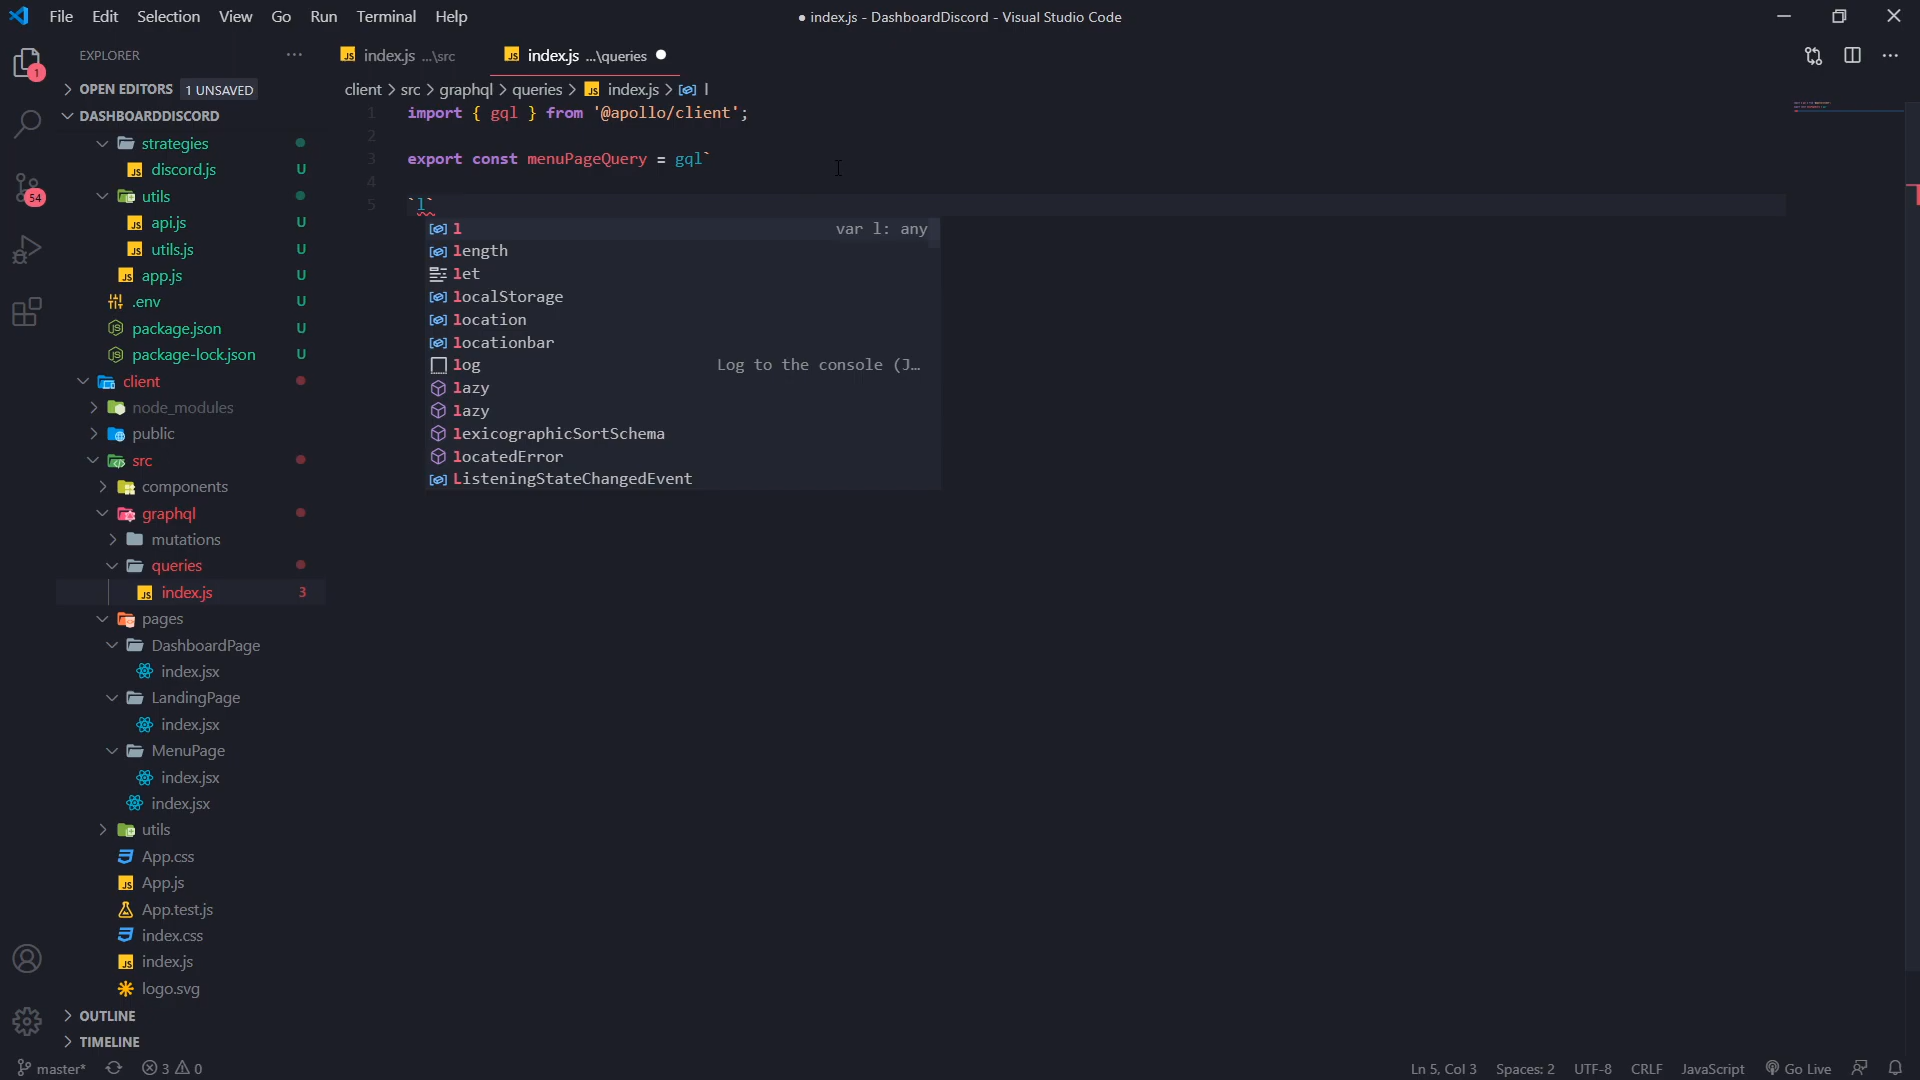 File Edit Selection View Go Run Terminal Help
● index.js - DashboardDiscord - Visual Studio Code
EXPLORER
OPEN EDITORS 1 UNSAVED
DASHBOARDDISCORD
strategies
discord.js U
utils
api.js U
utils.js U
app.js U
.env U
package.json U
package-lock.json U
client
node_modules
public
src
components
graphql
mutations
queries
index.js 3
pages
DashboardPage
index.jsx
LandingPage
index.jsx
MenuPage
index.jsx
index.jsx
utils
App.css
App.js
App.test.js
index.css
index.js
logo.svg
OUTLINE
TIMELINE
1
54
index.js ...\src
index.js ...\queries ●
client > src > graphql > queries > index.js > l
1 import { gql } from '@apollo/client';
2
3 export const menuPageQuery = gql`
4
5 `l`
l var l: any
length
let
localStorage
location
locationbar
log Log to the console (J…
lazy
lazy
lexicographicSortSchema
locatedError
ListeningStateChangedEvent
master* 3 0
Ln 5, Col 3 Spaces: 2 UTF-8 CRLF JavaScript Go Live